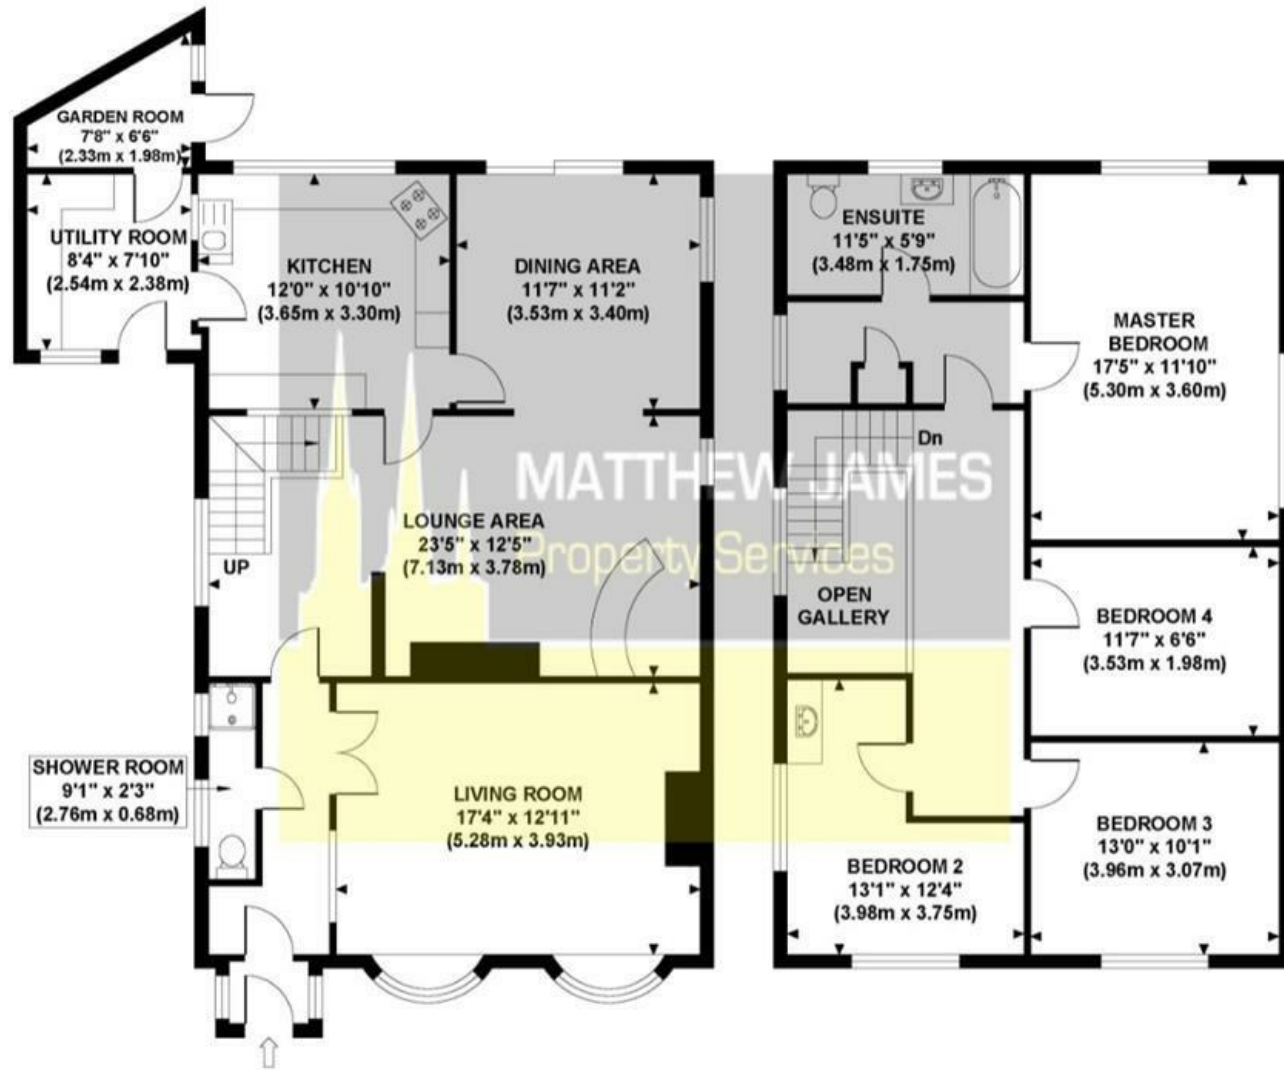 GARDEN ROOM
7'8" x 6'6"
(2.33m x 1.98m)
UTILITY ROOM
8'4" x 7'10"
(2.54m x 2.38m)
KITCHEN
12'0" x 10'10"
(3.65m x 3.30m)
DINING AREA
11'7" x 11'2"
(3.53m x 3.40m)
LOUNGE AREA
23'5" x 12'5"
(7.13m x 3.78m)
UP
SHOWER ROOM
9'1" x 2'3"
(2.76m x 0.68m)
LIVING ROOM
17'4" x 12'11"
(5.28m x 3.93m)
ENSUITE
11'5" x 5'9"
(3.48m x 1.75m)
MASTER
BEDROOM
17'5" x 11'10"
(5.30m x 3.60m)
Dn
OPEN
GALLERY
BEDROOM 4
11'7" x 6'6"
(3.53m x 1.98m)
BEDROOM 3
13'0" x 10'1"
(3.96m x 3.07m)
BEDROOM 2
13'1" x 12'4"
(3.98m x 3.75m)
MATTHEW JAMES
Property Services